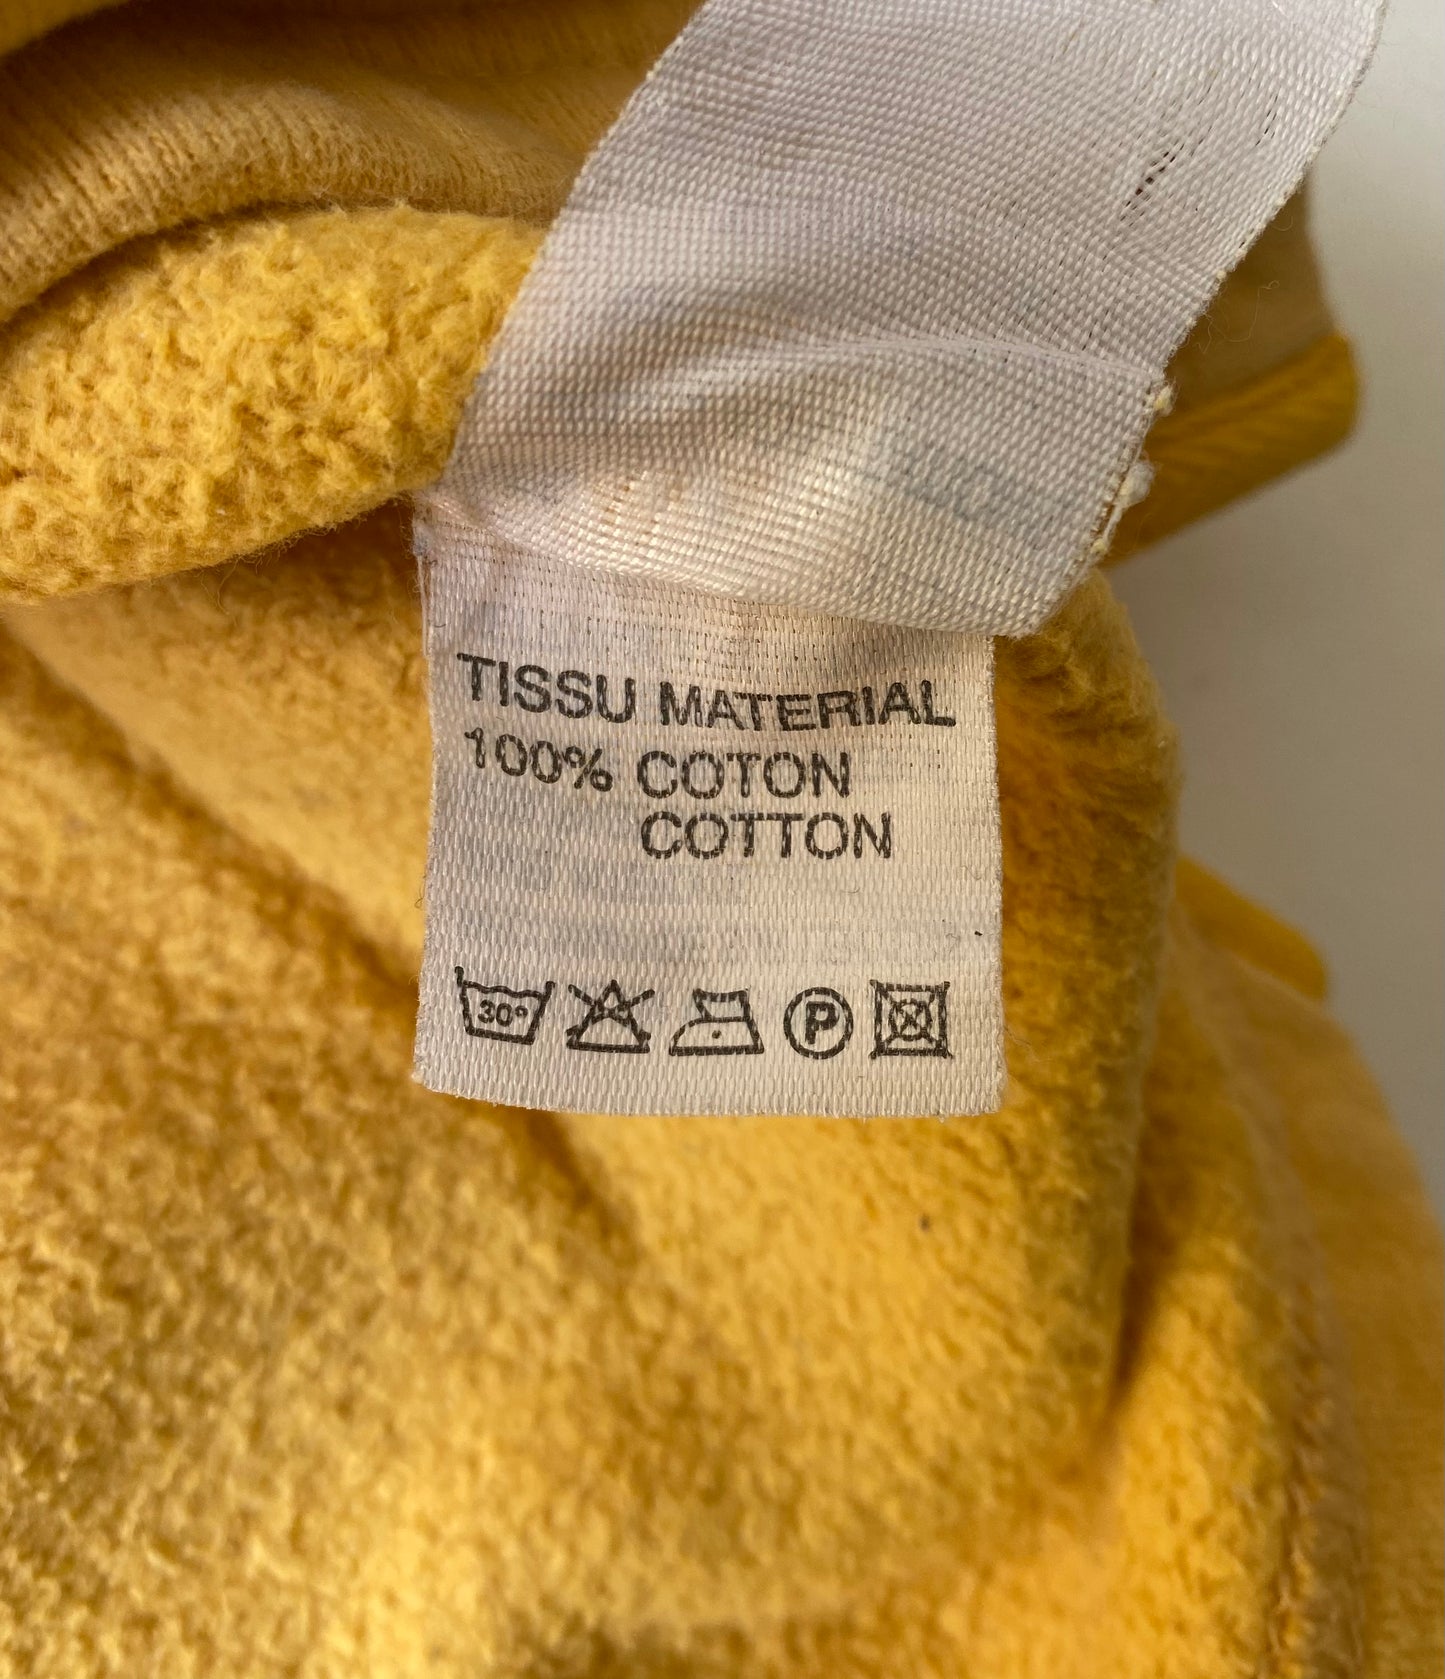 TISSU MATERIAL
100% COTON
COTTON
30° P